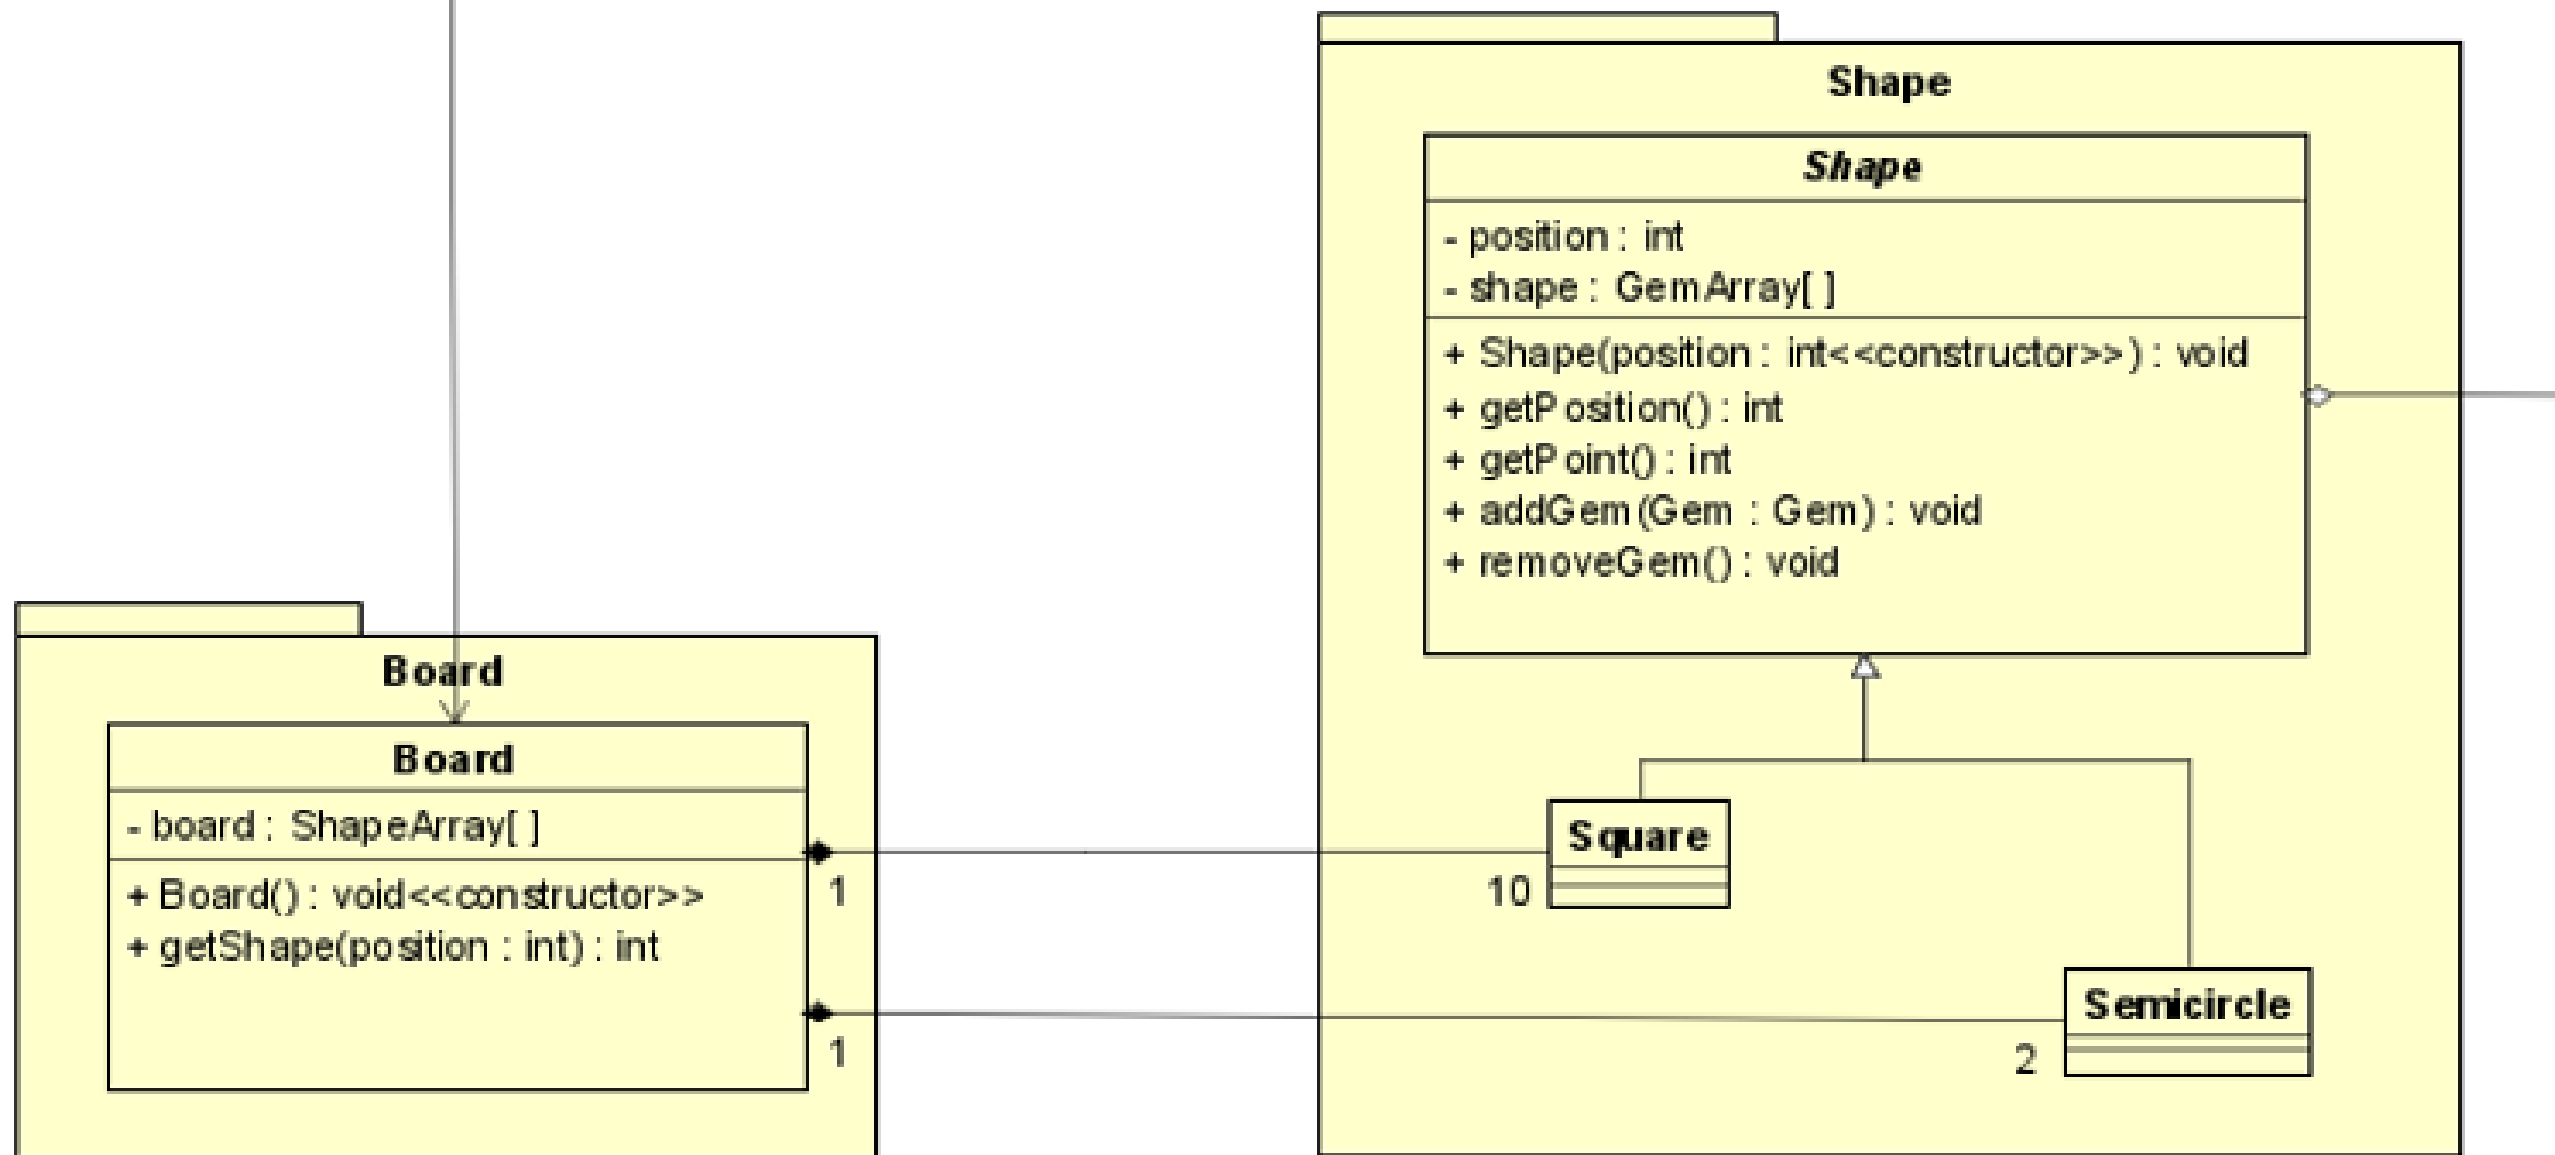 Shape
Shape
- position : int
- shape : GemArray[ ]
+ Shape(position : int<<constructor>>) : void
+ getPosition() : int
+ getPoint() : int
+ addGem(Gem : Gem) : void
+ removeGem() : void
Board
Board
- board : ShapeArray[ ]
+ Board() : void<<constructor>>
+ getShape(position : int) : int
1
10
Square
1
2
Semicircle